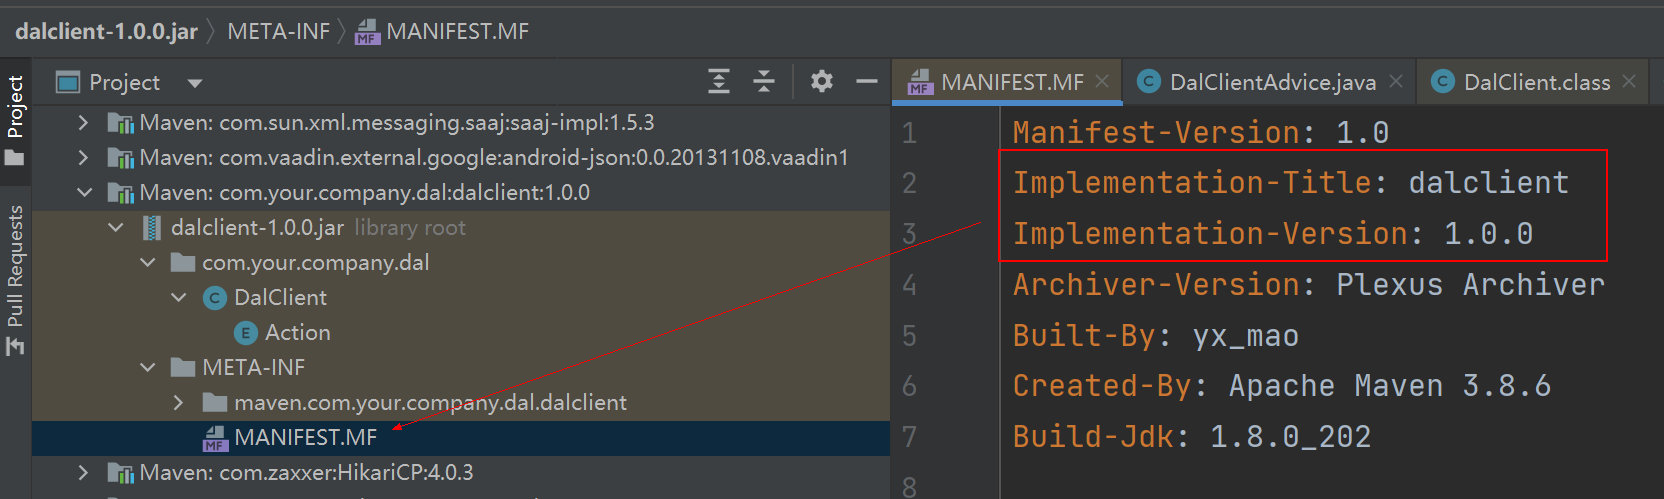 dalclient-1.0.0.jar META-INF MANIFEST.MF
Project
Pull Requests
Project
Maven: com.sun.xml.messaging.saaj:saaj-impl:1.5.3
Maven: com.vaadin.external.google:android-json:0.0.20131108.vaadin1
Maven: com.your.company.dal:dalclient:1.0.0
dalclient-1.0.0.jar library root
com.your.company.dal
C DalClient
E Action
META-INF
maven.com.your.company.dal.dalclient
MF MANIFEST.MF
Maven: com.zaxxer:HikariCP:4.0.3
MF MANIFEST.MF C DalClientAdvice.java C DalClient.class
1 Manifest-Version: 1.0
2 Implementation-Title: dalclient
3 Implementation-Version: 1.0.0
4 Archiver-Version: Plexus Archiver
5 Built-By: yx_mao
6 Created-By: Apache Maven 3.8.6
7 Build-Jdk: 1.8.0_202
8